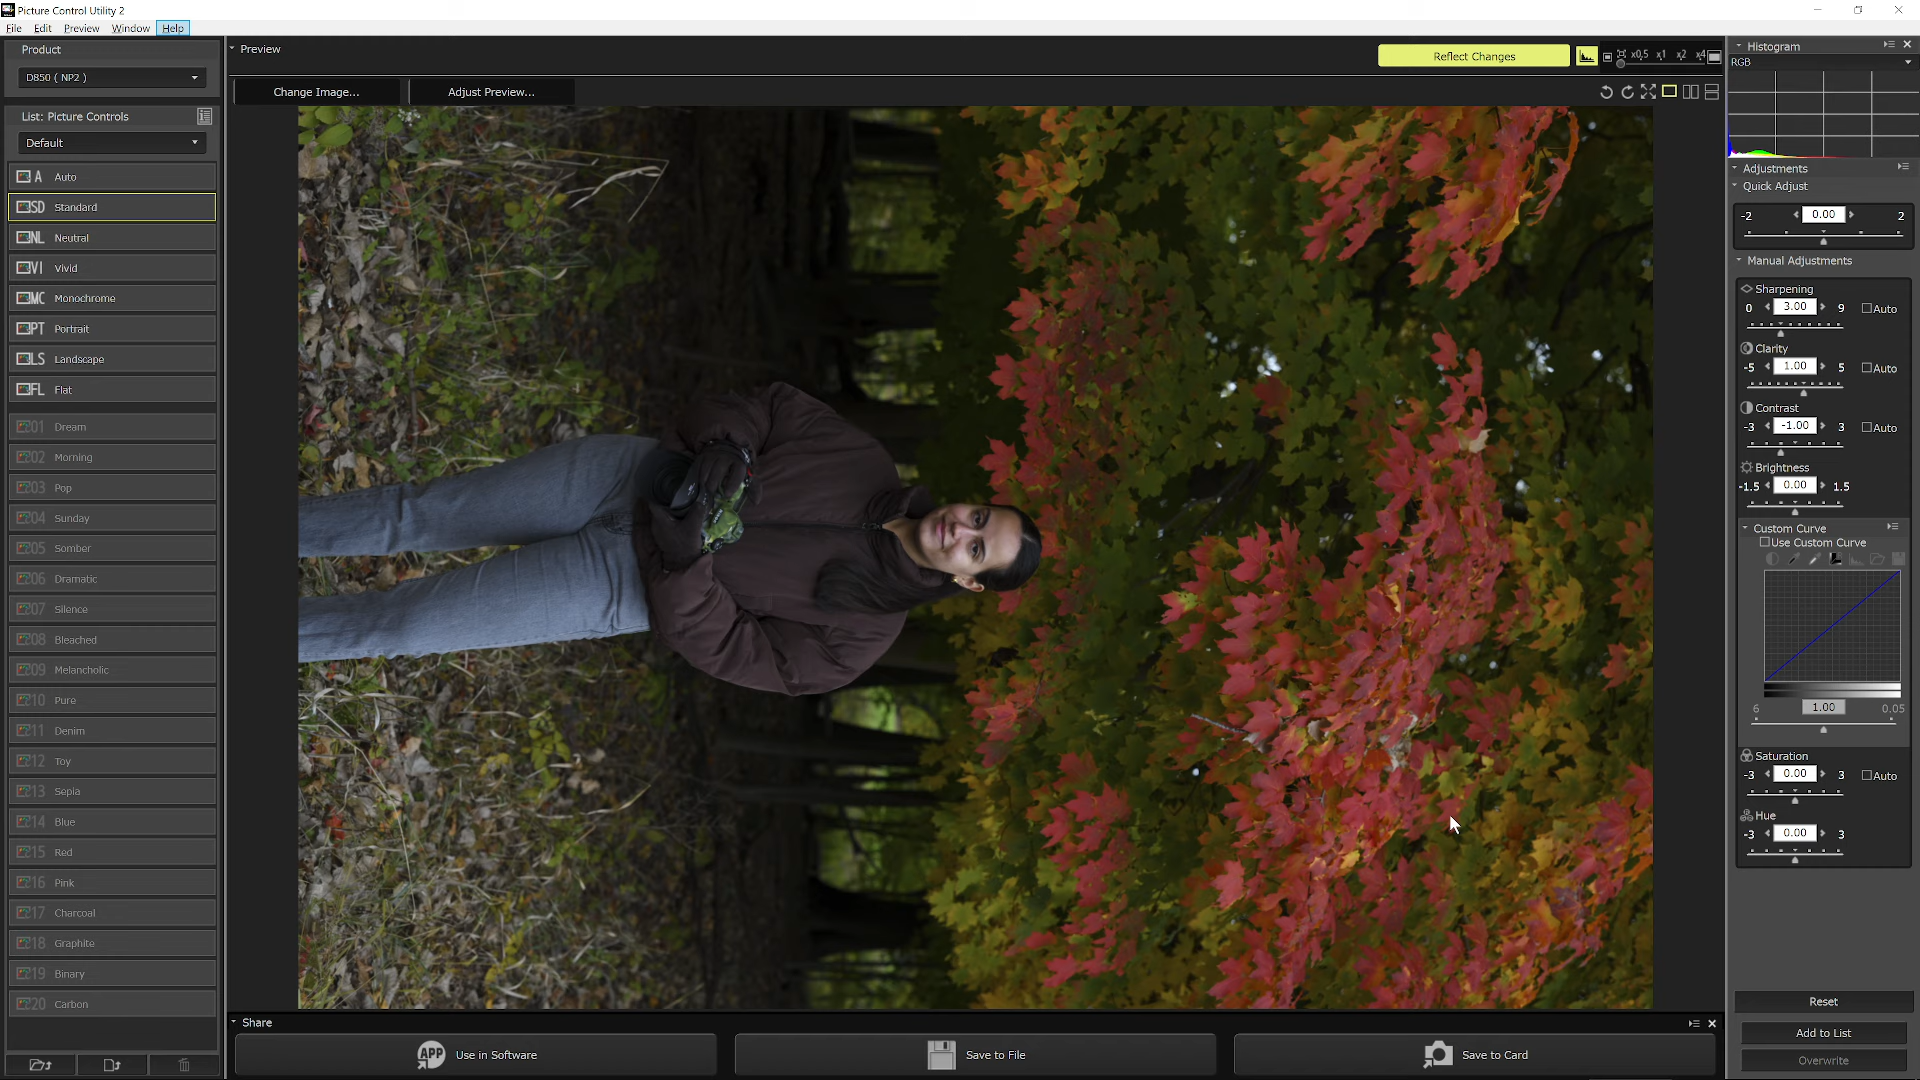 Picture Control Utility 2
File Edit Preview Window Help
Product
D850 ( NP2 )
List: Picture Controls
Default
A Auto
SD Standard
NL Neutral
VI Vivid
MC Monochrome
PT Portrait
LS Landscape
FL Flat
01 Dream
02 Morning
03 Pop
04 Sunday
05 Somber
06 Dramatic
07 Silence
08 Bleached
09 Melancholic
10 Pure
11 Denim
12 Toy
13 Sepia
14 Blue
15 Red
16 Pink
17 Charcoal
18 Graphite
19 Binary
20 Carbon
Preview
Reflect Changes
x0,5 x1 x2 x4
Change Image...
Adjust Preview...
Share
APP Use in Software
Save to File
Save to Card
Histogram
RGB
Adjustments
Quick Adjust
-2 0.00 2
Manual Adjustments
Sharpening
0 3.00 9 Auto
Clarity
-5 1.00 5 Auto
Contrast
-3 -1.00 3 Auto
Brightness
-1.5 0.00 1.5
Custom Curve
Use Custom Curve
6 1.00 0.05
Saturation
-3 0.00 3 Auto
Hue
-3 0.00 3
Reset
Add to List
Overwrite